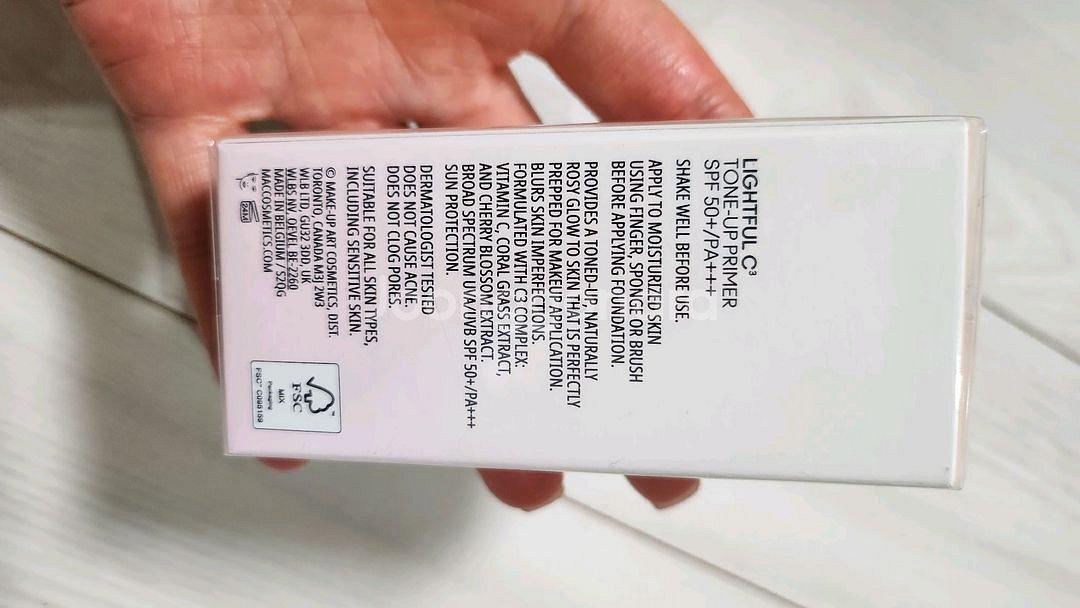 LIGHTFUL C³
TONE-UP PRIMER
SPF 50+/PA+++
SHAKE WELL BEFORE USE.
APPLY TO MOISTURIZED SKIN
USING FINGER, SPONGE OR BRUSH
BEFORE APPLYING FOUNDATION.
PROVIDES A TONED-UP, NATURALLY
ROSY GLOW TO SKIN THAT IS PERFECTLY
PREPPED FOR MAKEUP APPLICATION.
BLURS SKIN IMPERFECTIONS.
FORMULATED WITH C3 COMPLEX:
VITAMIN C, CORAL GRASS EXTRACT,
AND CHERRY BLOSSOM EXTRACT.
BROAD SPECTRUM UVA/UVB SPF 50+/PA+++
SUN PROTECTION.
DERMATOLOGIST TESTED
DOES NOT CAUSE ACNE.
DOES NOT CLOG PORES.
SUITABLE FOR ALL SKIN TYPES,
INCLUDING SENSITIVE SKIN.
© MAKE-UP ART COSMETICS, DIST.
TORONTO, CANADA M3J 2W3
WLB LTD, GU32 3DD, UK
WLBS NV, OEVEL BE-2260
MADE IN BELGIUM / S20G
MACCOSMETICS.COM
24M
FSC
MIX
Packaging
FSC™ C095159